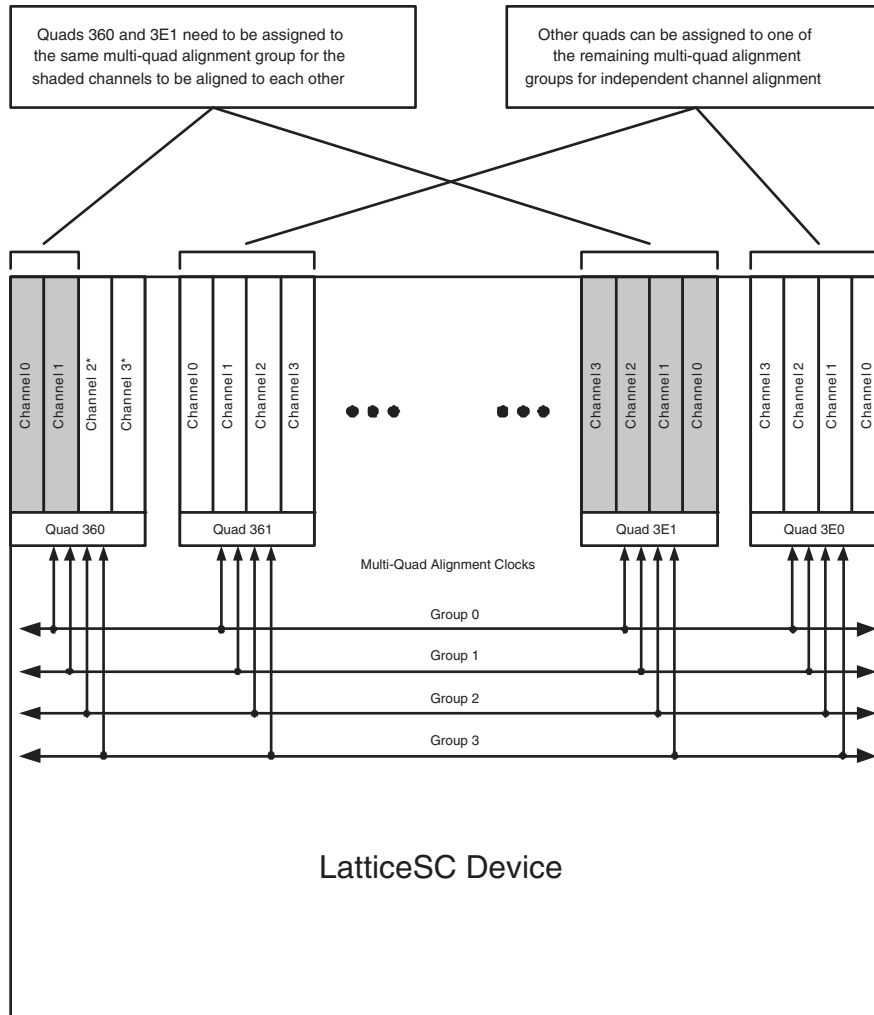 Quads 360 and 3E1 need to be assigned to
the same multi-quad alignment group for the
shaded channels to be aligned to each other
Other quads can be assigned to one of
the remaining multi-quad alignment
groups for independent channel alignment
Channel 0
Channel 1
Channel 2*
Channel 3*
Channel 0
Channel 1
Channel 2
Channel 3
Channel 3
Channel 2
Channel 1
Channel 0
Channel 3
Channel 2
Channel 1
Channel 0
Quad 360
Quad 361
Quad 3E1
Quad 3E0
Multi-Quad Alignment Clocks
Group 0
Group 1
Group 2
Group 3
LatticeSC Device